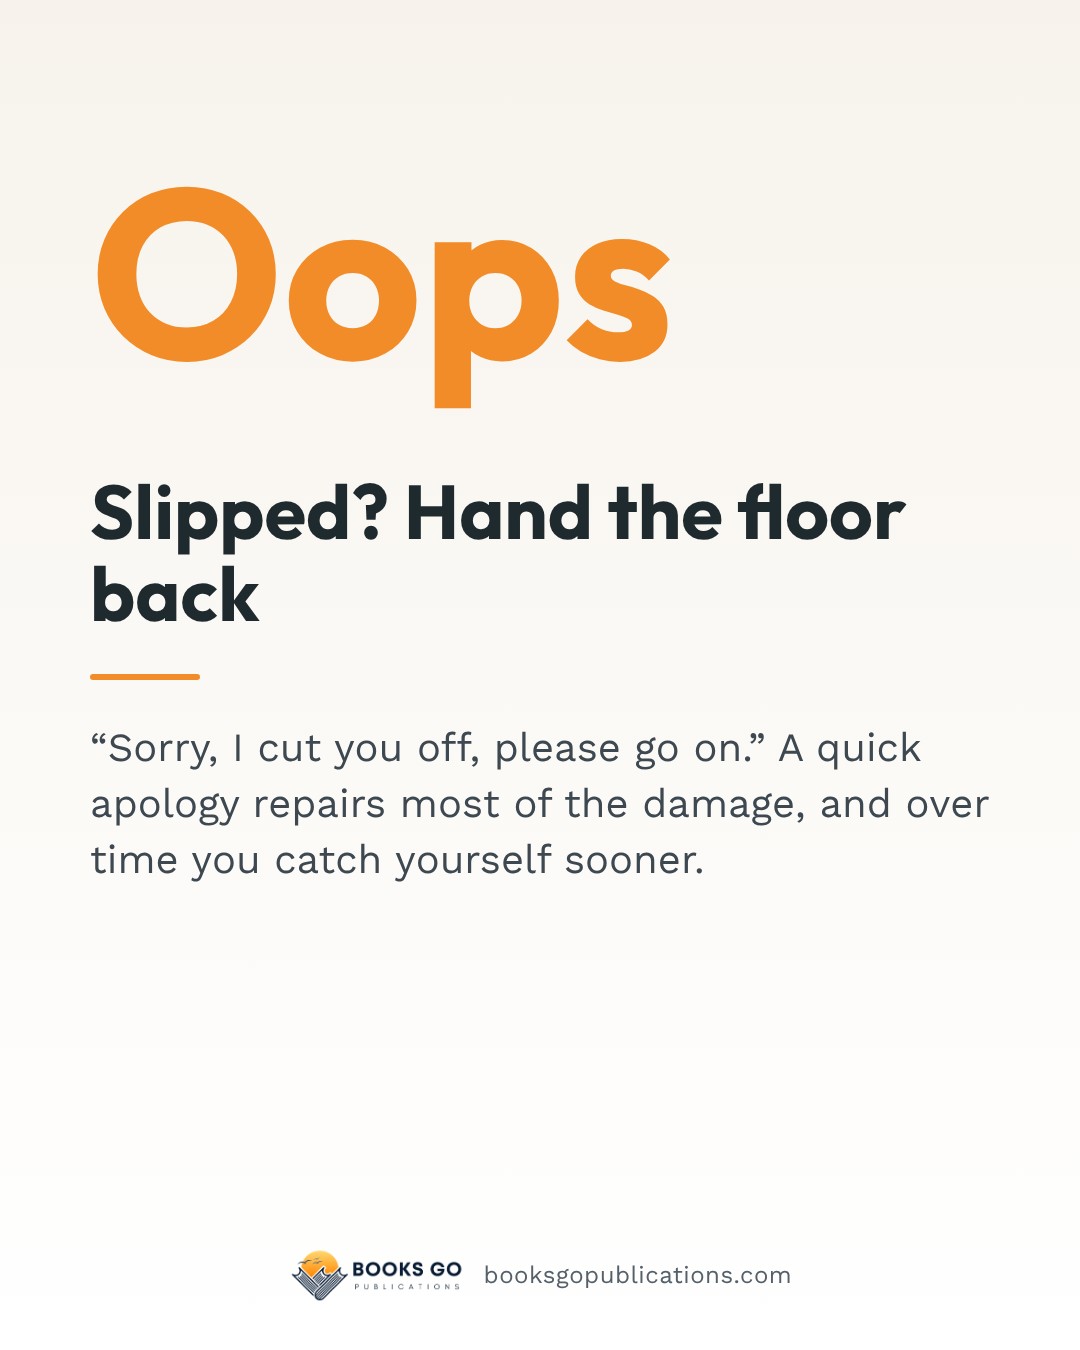 Oops
Slipped? Hand the floor
back
“Sorry, I cut you off, please go on.” A quick
apology repairs most of the damage, and over
time you catch yourself sooner.
BOOKS GO
PUBLICATIONS
booksgopublications.com